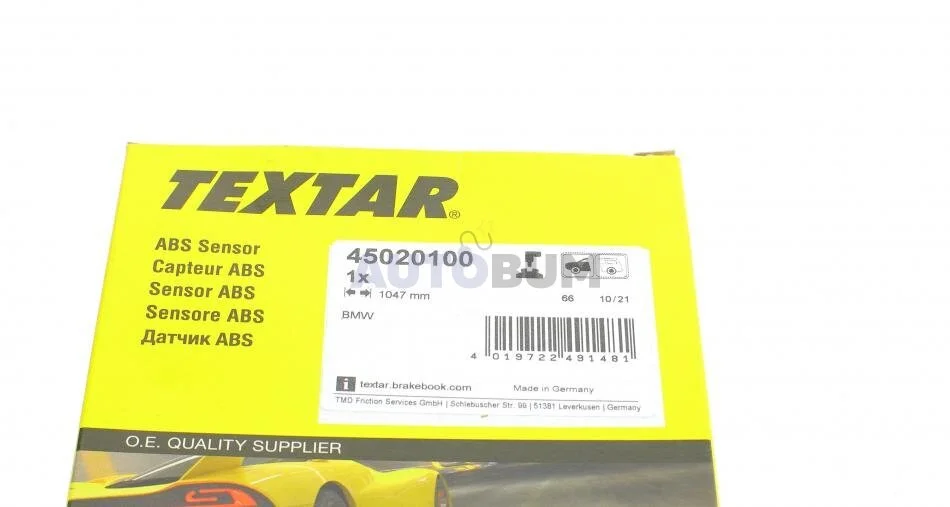 TEXTAR®
ABS Sensor
Capteur ABS
Sensor ABS
Sensore ABS
Датчик ABS
45020100
1x
1047 mm
66 10/21
BMW
4 019722 491481
i textar.brakebook.com Made in Germany
TMD Friction Services GmbH | Schlebuscher Str. 99 | 51381 Leverkusen | Germany
O.E. QUALITY SUPPLIER
AUTOBUM